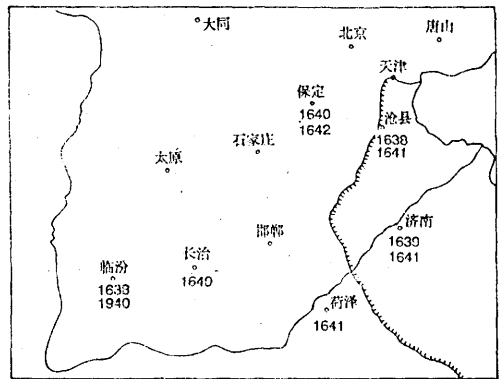 大同
北京
唐山
天津
保定
1640
1642
沧县
1638
1641
石家庄
太原
济南
1639
1641
邯郸
长治
1640
临汾
1633
1940
菏泽
1641